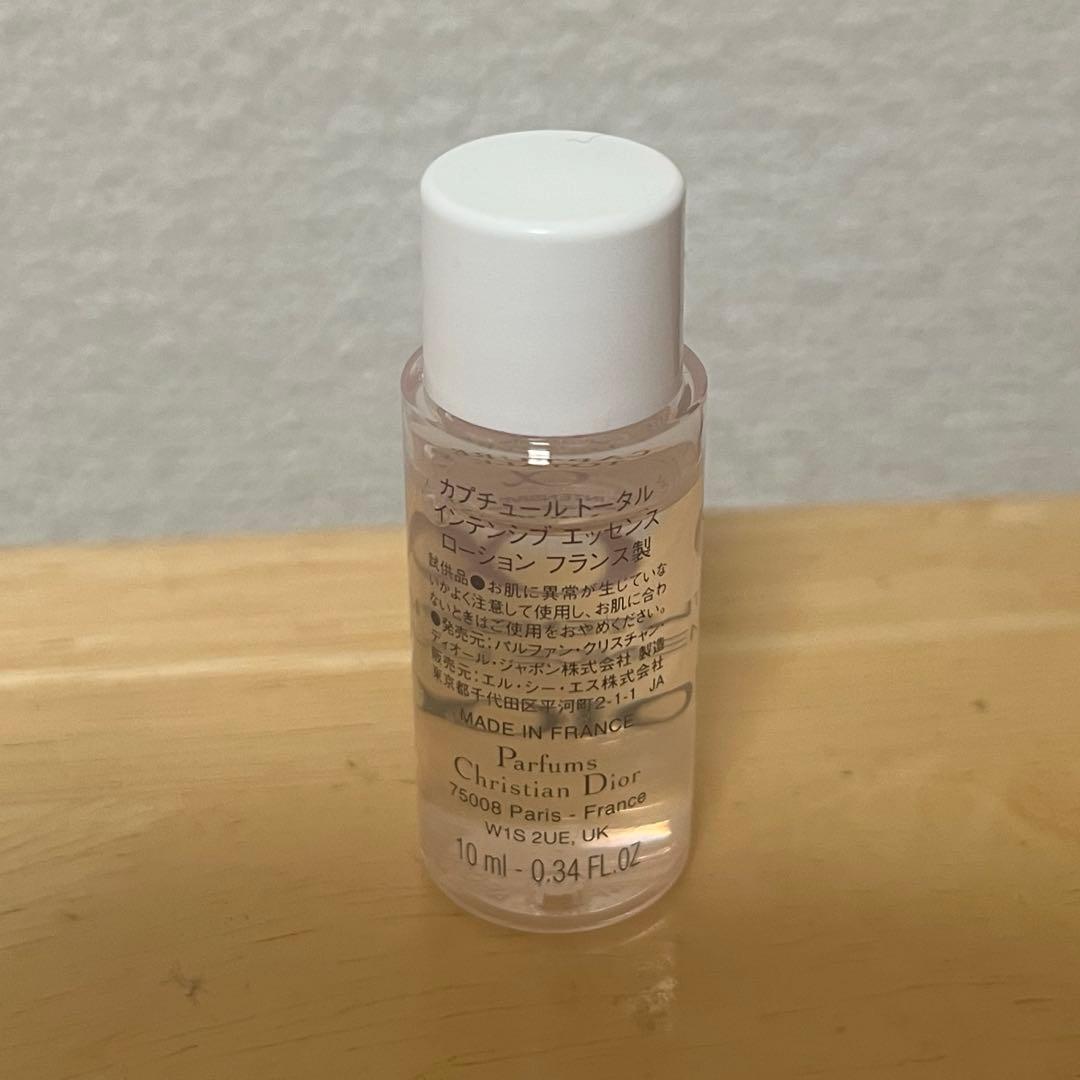 カプチュール トータル
インテンシブ エッセンス
ローション フランス製
試供品●お肌に異常が生じていな
いかよく注意して使用し、お肌に合わ
ないときはご使用をおやめください。
●発売元:パルファン・クリスチャン・
ディオール・ジャポン株式会社 製造
販売元:エル・シー・エス株式会社
東京都千代田区平河町2-1-1 JA
MADE IN FRANCE
Parfums
Christian Dior
75008 Paris - France
W1S 2UE, UK
10 ml - 0.34 FL.OZ